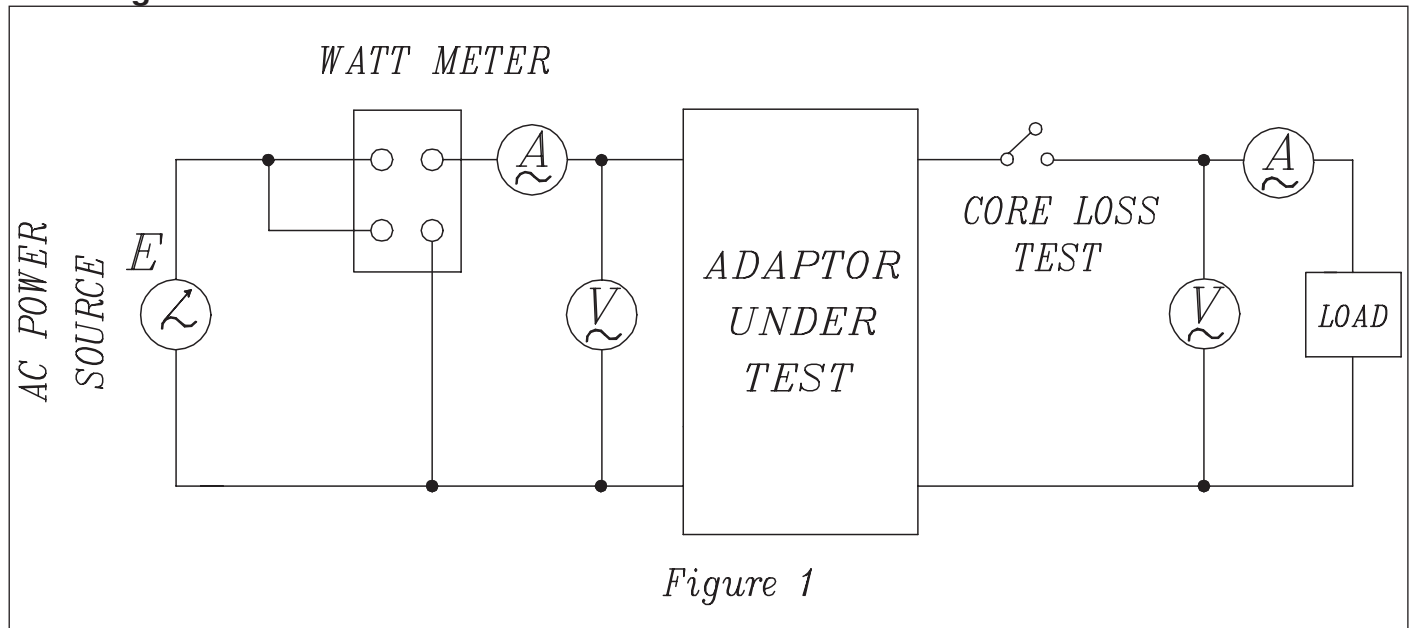 WATT METER
AC POWER
SOURCE
E
A
V
ADAPTOR
UNDER
TEST
CORE LOSS
TEST
V
A
LOAD
Figure 1